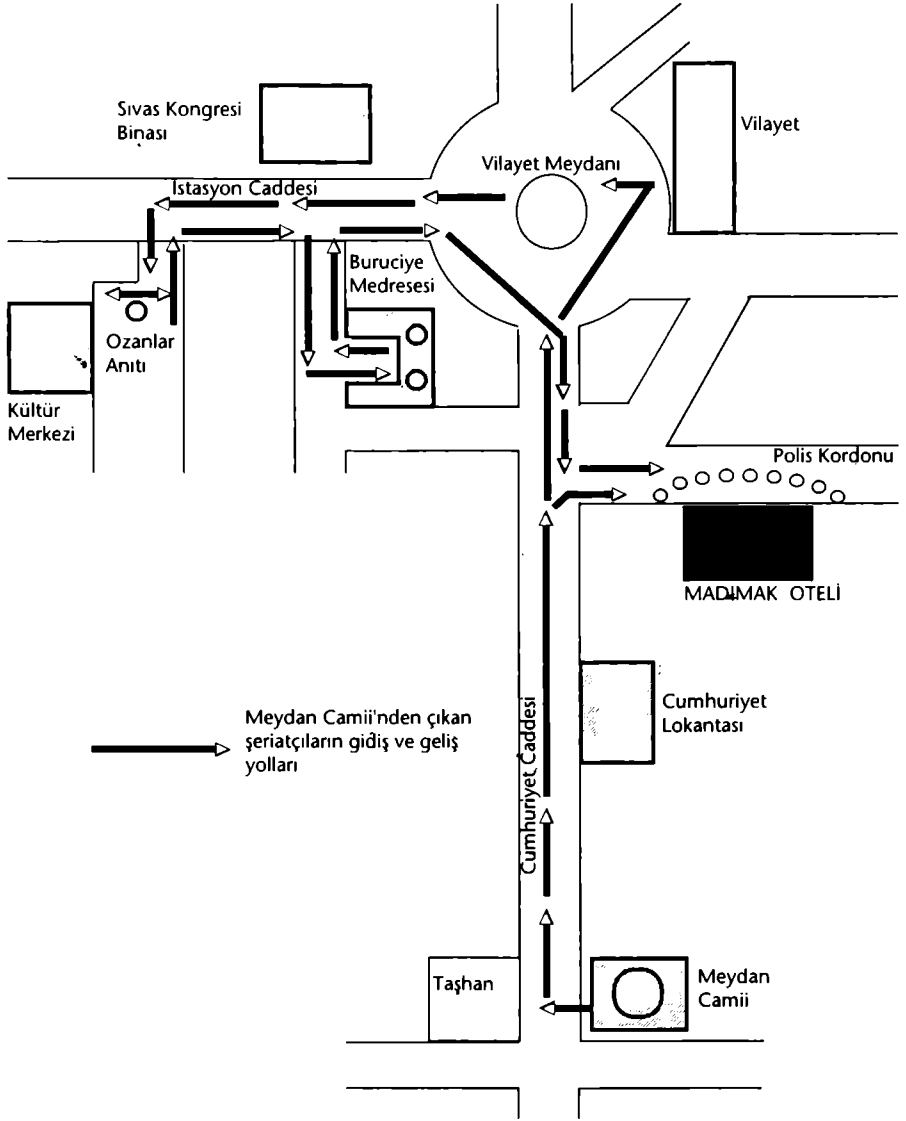 Sıvas Kongresi
Binası
Vilayet
Vilayet Meydanı
İstasyon Caddesi
Buruciye
Medresesi
Ozanlar
Anıtı
Kültür
Merkezi
Polis Kordonu
MADIMAK OTELİ
Cumhuriyet
Lokantası
Meydan Camii'nden çıkan
şeriatçıların gidiş ve geliş
yolları
Cumhuriyet Caddesi
Taşhan
Meydan
Camii